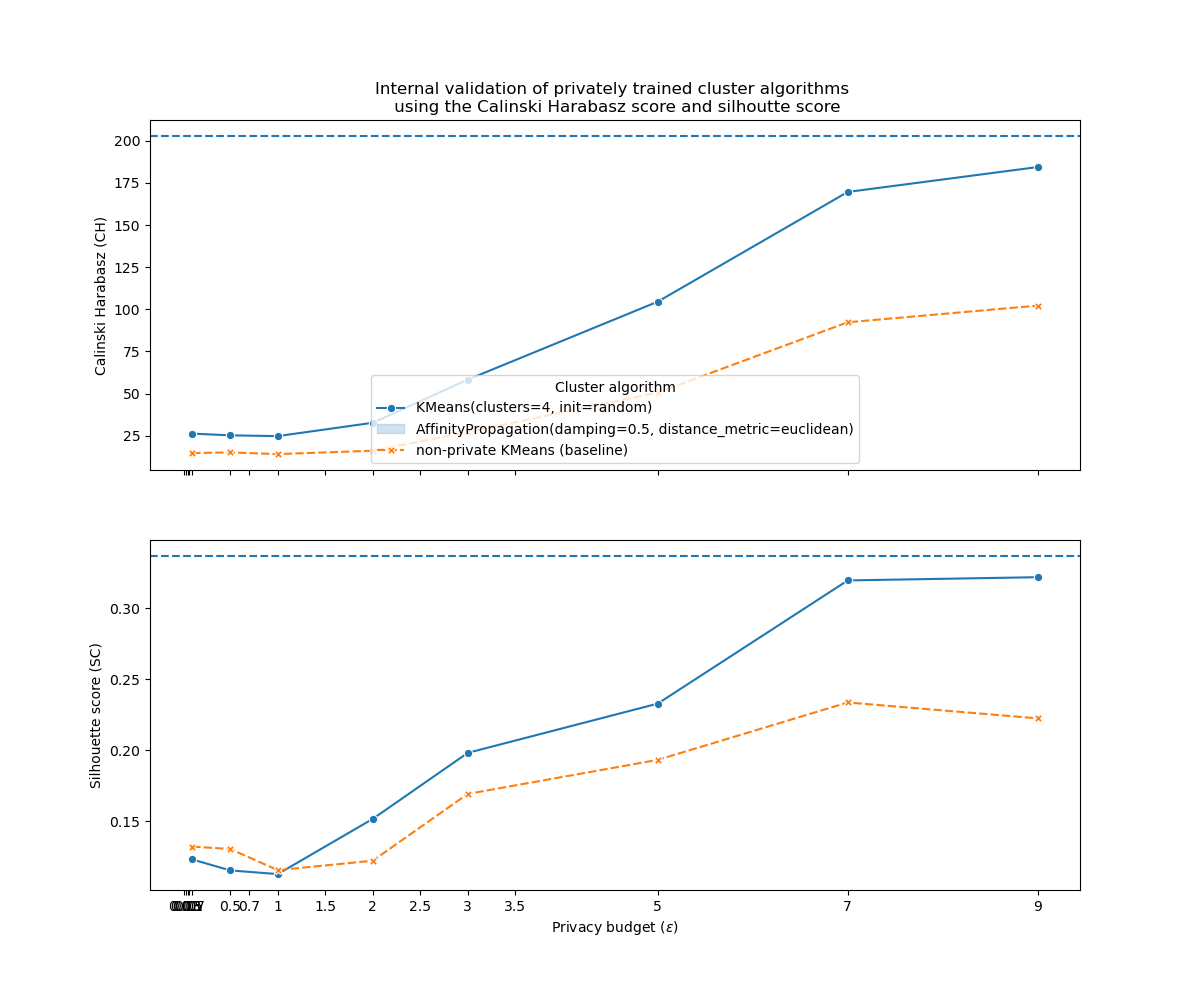 Internal validation of privately trained cluster algorithms
using the Calinski Harabasz score and silhoutte score
200
175
150
125
100
75
50
25
Calinski Harabasz (CH)
Cluster algorithm
KMeans(clusters=4, init=random)
AffinityPropagation(damping=0.5, distance_metric=euclidean)
non-private KMeans (baseline)
0.30
0.25
0.20
0.15
Silhouette score (SC)
0.5 0.7 1 1.5 2 2.5 3 3.5 5 7 9
Privacy budget (ε)